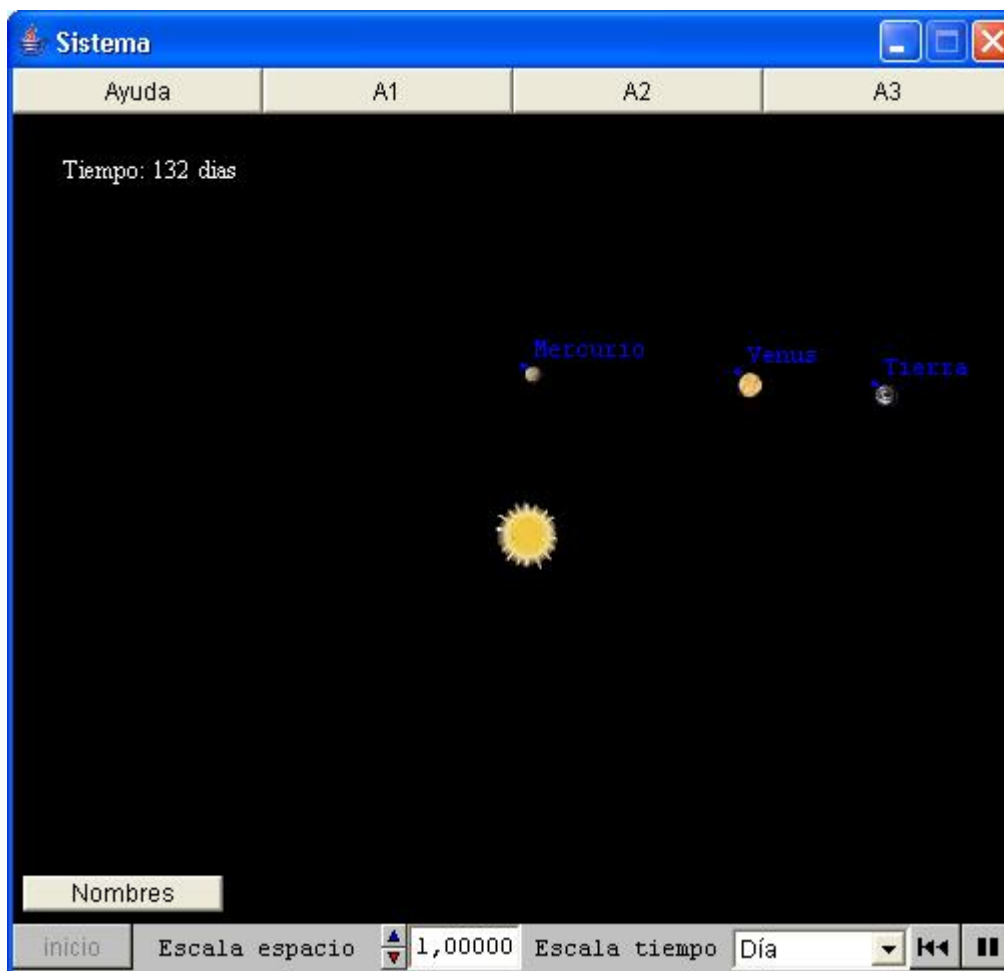 Sistema
Ayuda A1 A2 A3
Tiempo: 132 dias
Mercurio
Venus
Tierra
Nombres
inicio Escala espacio 1,00000 Escala tiempo Día